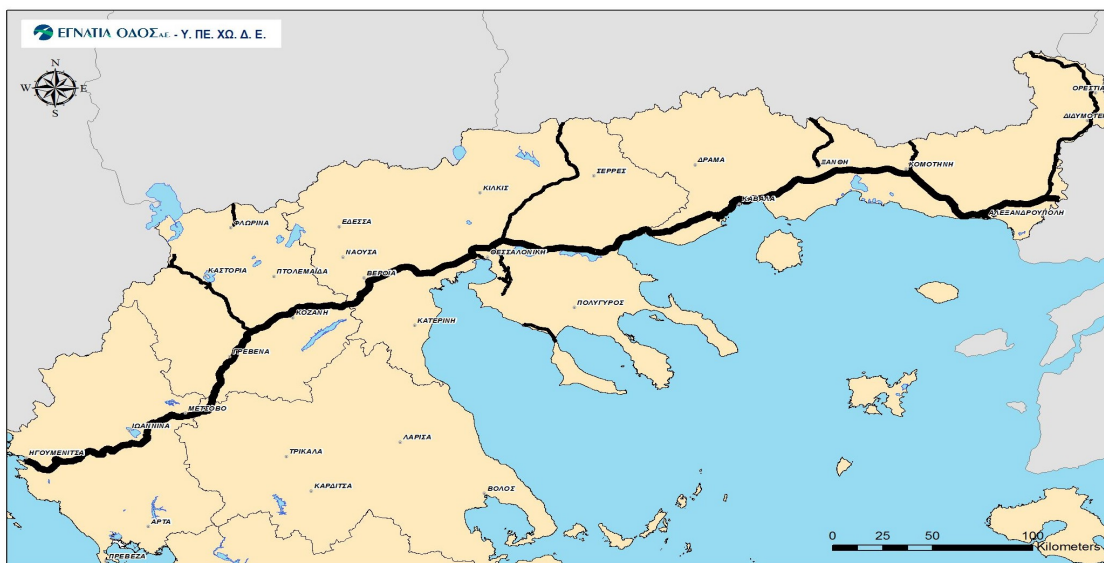 ΕΓΝΑΤΙΑ ΟΔΟΣ Α.Ε. - Υ. ΠΕ. ΧΩ. Δ. Ε.
N
W E
S
ΟΡΕΣΤΙΑ
ΔΙΔΥΜΟΤΕΙ
ΔΡΑΜΑ
ΞΑΝΘΗ
ΚΟΜΟΤΗΝΗ
ΣΕΡΡΕΣ
ΚΙΛΚΙΣ
ΚΑΒΑΛΑ
ΑΛΕΞΑΝΔΡΟΥΠΟΛΗ
ΦΛΩΡΙΝΑ
ΕΔΕΣΣΑ
ΝΑΟΥΣΑ
ΘΕΣΣΑΛΟΝΙΚΗ
ΚΑΣΤΟΡΙΑ
ΠΤΟΛΕΜΑΪΔΑ
ΒΕΡΟΙΑ
ΠΟΛΥΓΥΡΟΣ
ΚΟΖΑΝΗ
ΚΑΤΕΡΙΝΗ
ΓΡΕΒΕΝΑ
ΜΕΤΣΟΒΟ
ΙΩΑΝΝΙΝΑ
ΛΑΡΙΣΑ
ΗΓΟΥΜΕΝΙΤΣΑ
ΤΡΙΚΑΛΑ
ΚΑΡΔΙΤΣΑ
ΒΟΛΟΣ
ΑΡΤΑ
ΠΡΕΒΕΖΑ
0 25 50 100
Kilometers